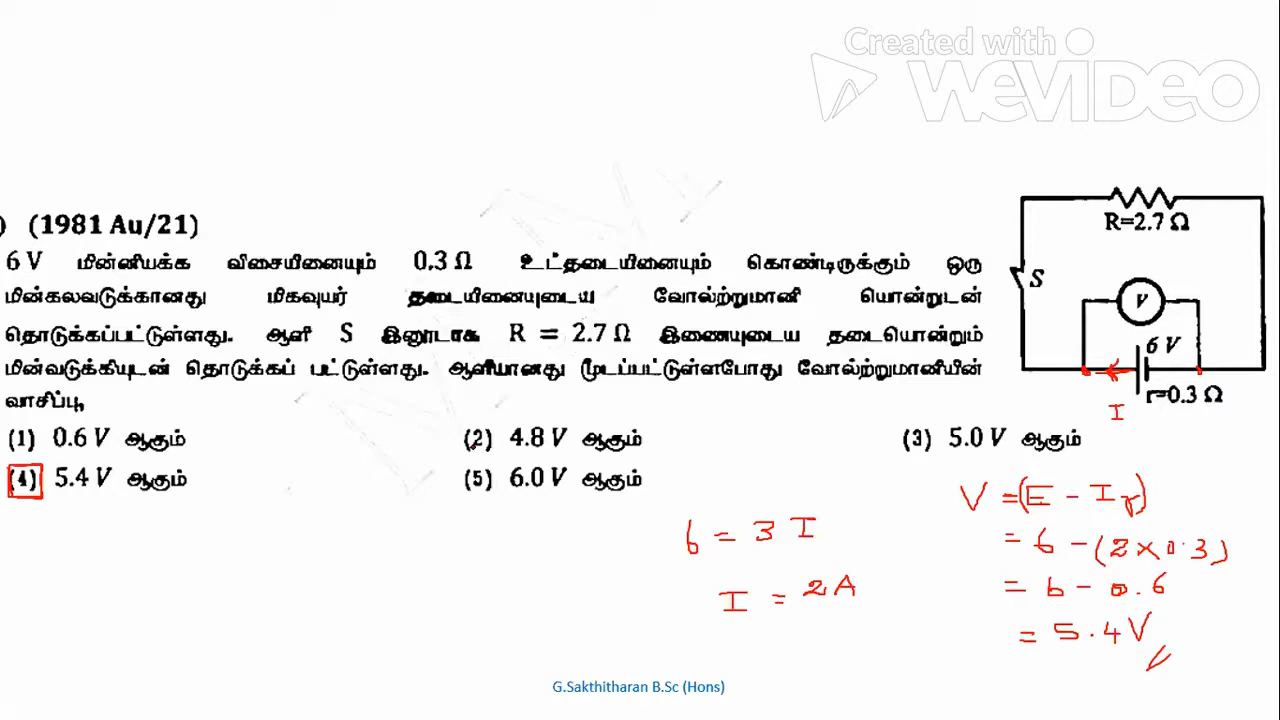 Created with
WEVIDEO
) (1981 Au/21)
6 V மின்னியக்க விசையினையும் 0.3 Ω உட்தடையினையும் கொண்டிருக்கும் ஒரு
மின்கலவடுக்கானது மிகவுயர் தடையினையுடைய வோல்ற்றுமானி யொன்றுடன்
தொடுக்கப்பட்டுள்ளது. ஆளி S இனூடாக R = 2.7 Ω இணையுடைய தடையொன்றும்
மின்வடுக்கியுடன் தொடுக்கப் பட்டுள்ளது. ஆளியானது மூடப்பட்டுள்ளபோது வோல்ற்றுமானியின்
வாசிப்பு,
(1) 0.6 V ஆகும் (2) 4.8 V ஆகும் (3) 5.0 V ஆகும்
(4) 5.4 V ஆகும் (5) 6.0 V ஆகும்
R=2.7 Ω
S
V
6 V
r=0.3 Ω
I
6 = 3 I
I = 2A
V = (E - Ir)
= 6 - (2 × 0.3)
= 6 - 0.6
= 5.4 V
G.Sakthitharan B.Sc (Hons)